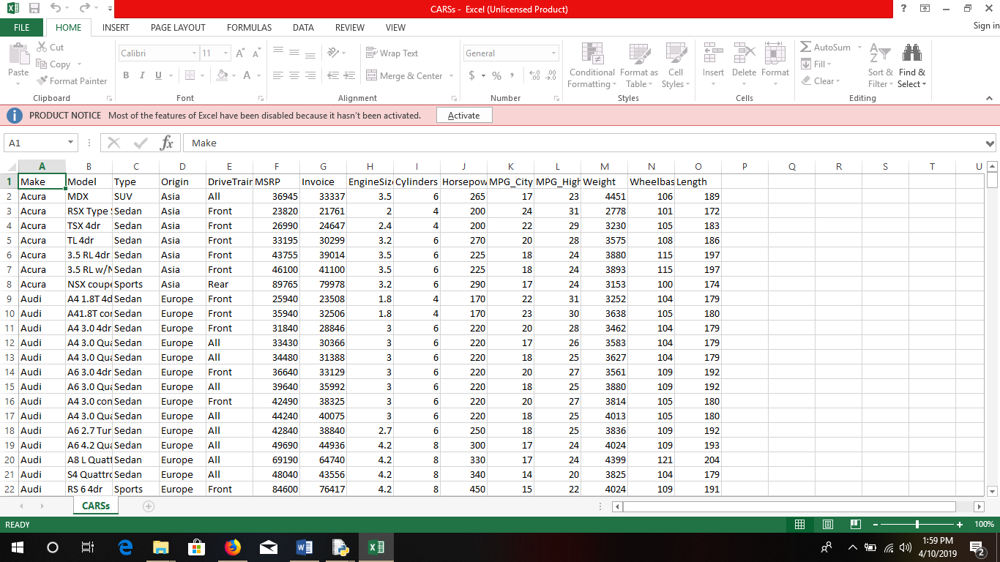 CARSs - Excel (Unlicensed Product)
FILE HOME INSERT PAGE LAYOUT FORMULAS DATA REVIEW VIEW Sign in
Paste
Cut
Copy
Format Painter
Clipboard
Calibri 11
B I U
Font
Wrap Text
Merge & Center
Alignment
General
$ % ,
Number
Conditional Formatting
Format as Table
Cell Styles
Styles
Insert Delete Format
Cells
AutoSum
Fill
Clear
Sort & Filter
Find & Select
Editing
PRODUCT NOTICE Most of the features of Excel have been disabled because it hasn't been activated. Activate
A1 fx Make
A B C D E F G H I J K L M N O P Q R S T U
1 Make Model Type Origin DriveTrain MSRP Invoice EngineSize Cylinders Horsepow MPG_City MPG_High Weight Wheelbas Length
2 Acura MDX SUV Asia All 36945 33337 3.5 6 265 17 23 4451 106 189
3 Acura RSX Type S Sedan Asia Front 23820 21761 2 4 200 24 31 2778 101 172
4 Acura TSX 4dr Sedan Asia Front 26990 24647 2.4 4 200 22 29 3230 105 183
5 Acura TL 4dr Sedan Asia Front 33195 30299 3.2 6 270 20 28 3575 108 186
6 Acura 3.5 RL 4dr Sedan Asia Front 43755 39014 3.5 6 225 18 24 3880 115 197
7 Acura 3.5 RL w/N Sedan Asia Front 46100 41100 3.5 6 225 18 24 3893 115 197
8 Acura NSX coupe Sports Asia Rear 89765 79978 3.2 6 290 17 24 3153 100 174
9 Audi A4 1.8T 4d Sedan Europe Front 25940 23508 1.8 4 170 22 31 3252 104 179
10 Audi A41.8T con Sedan Europe Front 35940 32506 1.8 4 170 23 30 3638 105 180
11 Audi A4 3.0 4dr Sedan Europe Front 31840 28846 3 6 220 20 28 3462 104 179
12 Audi A4 3.0 Qua Sedan Europe All 33430 30366 3 6 220 17 26 3583 104 179
13 Audi A4 3.0 Qua Sedan Europe All 34480 31388 3 6 220 18 25 3627 104 179
14 Audi A6 3.0 4dr Sedan Europe Front 36640 33129 3 6 220 20 27 3561 109 192
15 Audi A6 3.0 Qua Sedan Europe All 39640 35992 3 6 220 18 25 3880 109 192
16 Audi A4 3.0 con Sedan Europe Front 42490 38325 3 6 220 20 27 3814 105 180
17 Audi A4 3.0 Qua Sedan Europe All 44240 40075 3 6 220 18 25 4013 105 180
18 Audi A6 2.7 Tur Sedan Europe All 42840 38840 2.7 6 250 18 25 3836 109 192
19 Audi A6 4.2 Qua Sedan Europe All 49690 44936 4.2 8 300 17 24 4024 109 193
20 Audi A8 L Quatt Sedan Europe All 69190 64740 4.2 8 330 17 24 4399 121 204
21 Audi S4 Quattro Sedan Europe All 48040 43556 4.2 8 340 14 20 3825 104 179
22 Audi RS 6 4dr Sports Europe Front 84600 76417 4.2 8 450 15 22 4024 109 191
CARSs
READY 100%
1:59 PM
4/10/2019
2